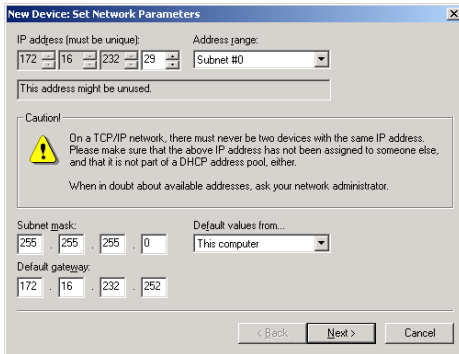 New Device: Set Network Parameters
IP address (must be unique):
Address range:
172 16 232 29
Subnet #0
This address might be unused.
Caution!
On a TCP/IP network, there must never be two devices with the same IP address.
Please make sure that the above IP address has not been assigned to someone else,
and that it is not part of a DHCP address pool, either.
When in doubt about available addresses, ask your network administrator.
Subnet mask:
Default values from...
255 . 255 . 255 . 0
This computer
Default gateway:
172 . 16 . 232 . 252
< Back
Next >
Cancel